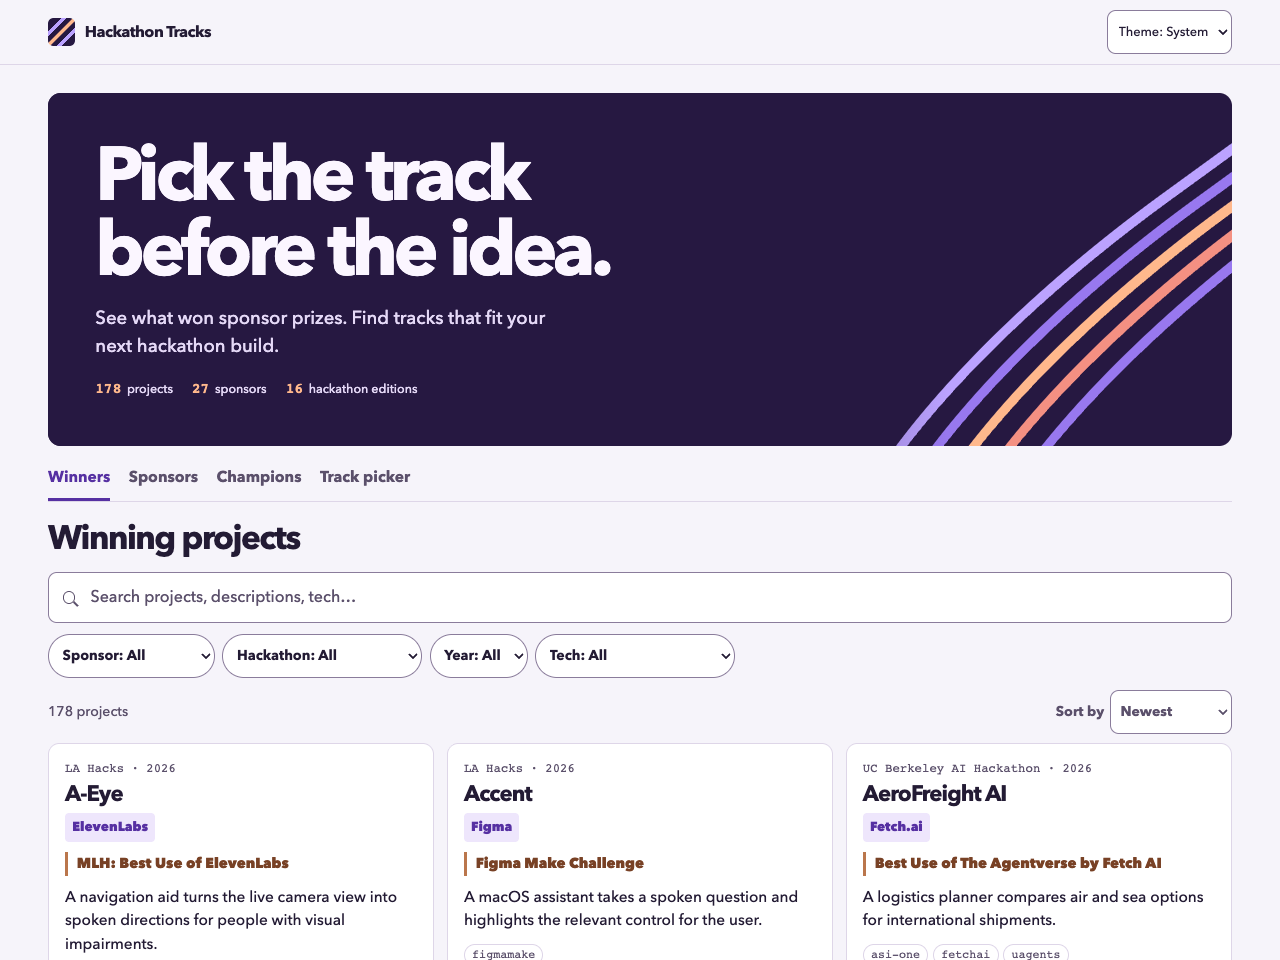 Hackathon Tracks
Theme: System
Pick the track
before the idea.
See what won sponsor prizes. Find tracks that fit your
next hackathon build.
178 projects 27 sponsors 16 hackathon editions
Winners Sponsors Champions Track picker
Winning projects
Search projects, descriptions, tech...
Sponsor: All Hackathon: All Year: All Tech: All
178 projects
Sort by Newest
LA Hacks • 2026
A-Eye
ElevenLabs
MLH: Best Use of ElevenLabs
A navigation aid turns the live camera view into
spoken directions for people with visual
impairments.
LA Hacks • 2026
Accent
Figma
Figma Make Challenge
A macOS assistant takes a spoken question and
highlights the relevant control for the user.
figmamake
UC Berkeley AI Hackathon • 2026
AeroFreight AI
Fetch.ai
Best Use of The Agentverse by Fetch AI
A logistics planner compares air and sea options
for international shipments.
asi-one fetchai uagents